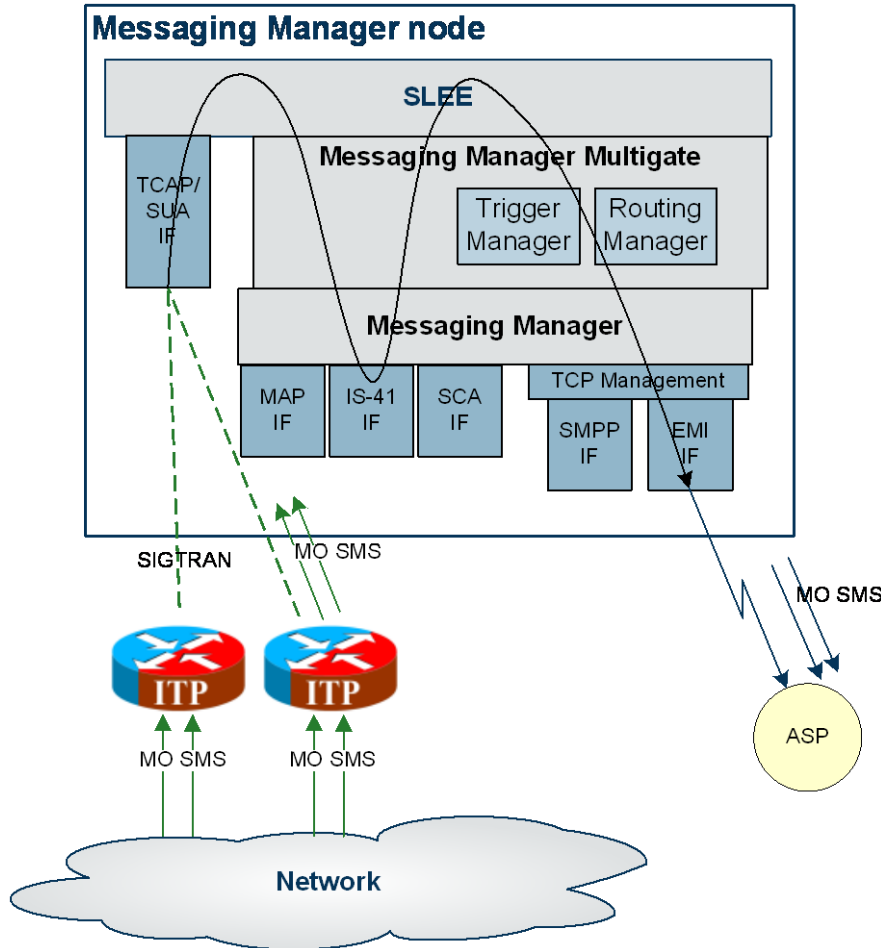 Messaging Manager node
SLEE
Messaging Manager Multigate
TCAP/
SUA
IF
Trigger
Manager
Routing
Manager
Messaging Manager
MAP
IF
IS-41
IF
SCA
IF
TCP Management
SMPP
IF
EMI
IF
SIGTRAN
MO SMS
MO SMS
ITP
ITP
ASP
MO SMS
MO SMS
Network